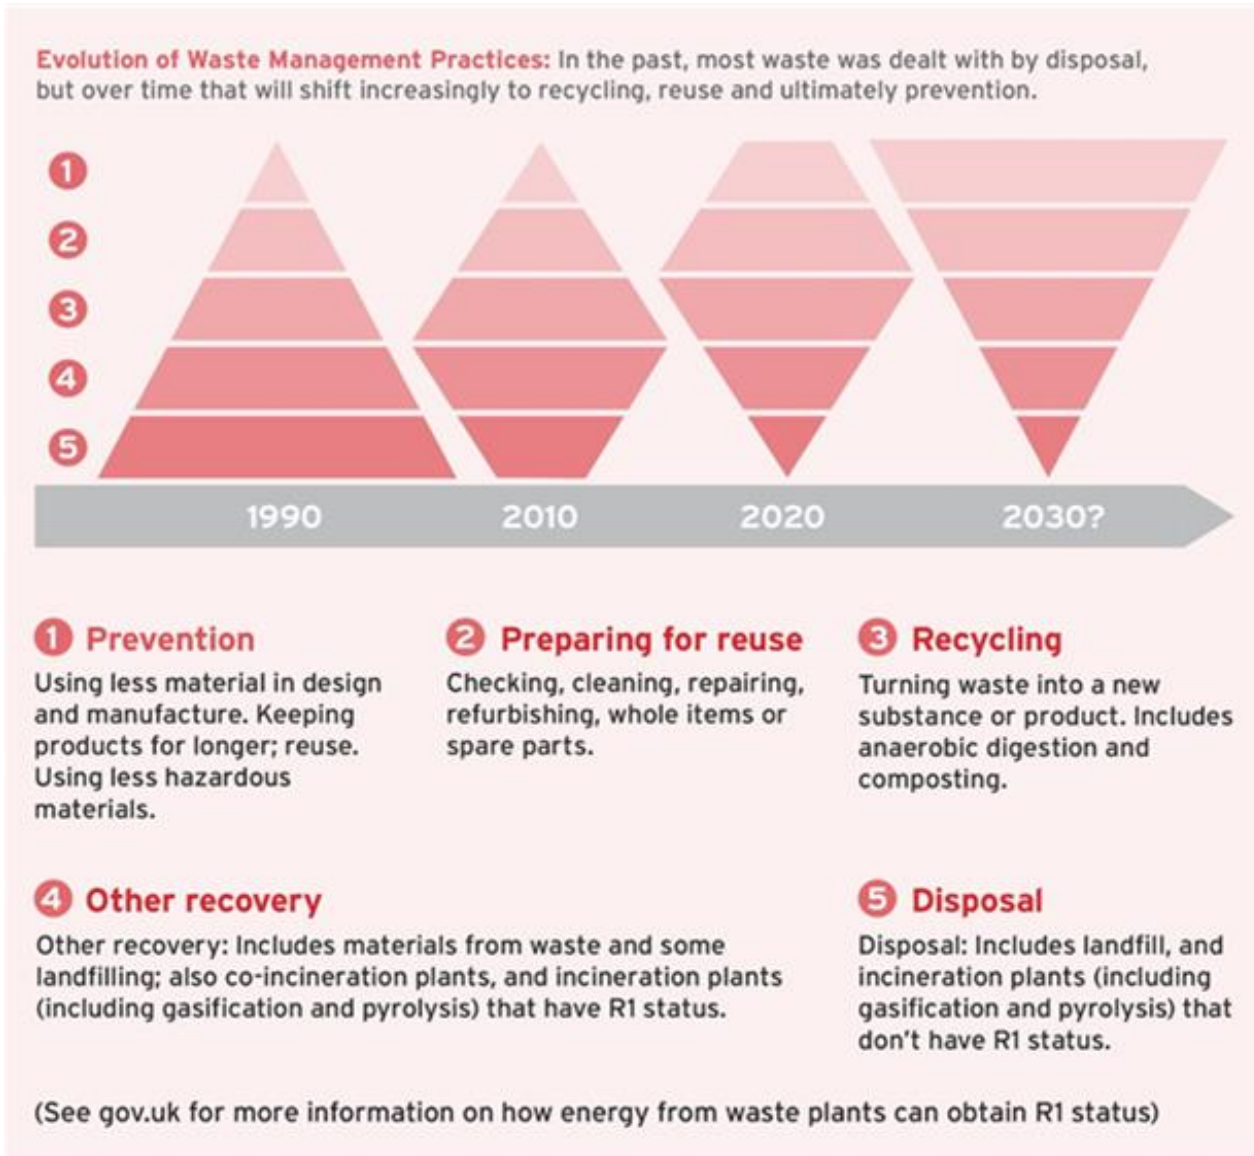 Evolution of Waste Management Practices: In the past, most waste was dealt with by disposal,
but over time that will shift increasingly to recycling, reuse and ultimately prevention.
1
2
3
4
5
1990 2010 2020 2030?
1 Prevention
Using less material in design
and manufacture. Keeping
products for longer; reuse.
Using less hazardous
materials.
2 Preparing for reuse
Checking, cleaning, repairing,
refurbishing, whole items or
spare parts.
3 Recycling
Turning waste into a new
substance or product. Includes
anaerobic digestion and
composting.
4 Other recovery
Other recovery: Includes materials from waste and some
landfilling; also co-incineration plants, and incineration plants
(including gasification and pyrolysis) that have R1 status.
5 Disposal
Disposal: Includes landfill, and
incineration plants (including
gasification and pyrolysis) that
don't have R1 status.
(See gov.uk for more information on how energy from waste plants can obtain R1 status)